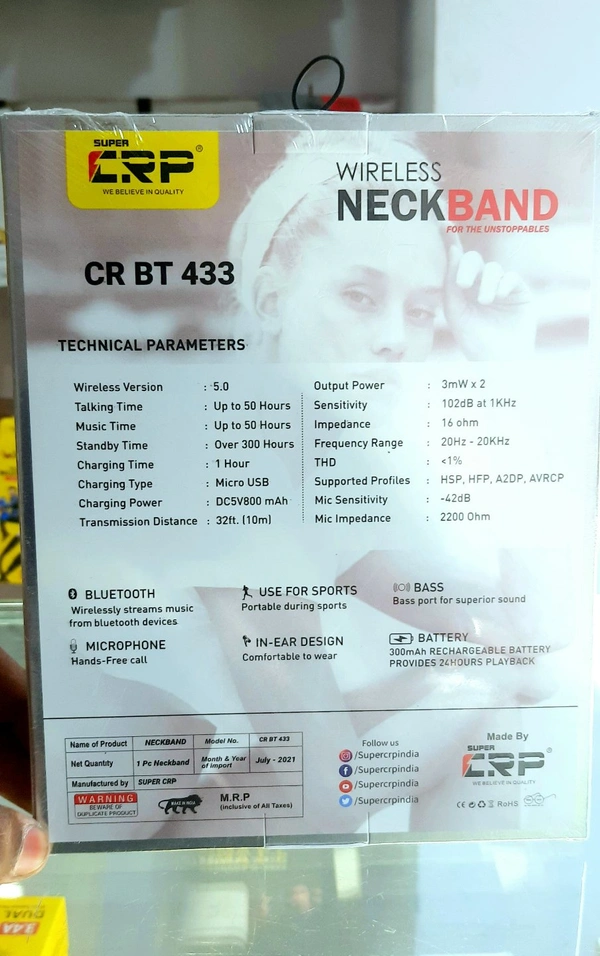 SUPER
CRP®
WE BELIEVE IN QUALITY
WIRELESS
NECKBAND
FOR THE UNSTOPPABLES
CR BT 433
TECHNICAL PARAMETERS
Wireless Version : 5.0
Talking Time : Up to 50 Hours
Music Time : Up to 50 Hours
Standby Time : Over 300 Hours
Charging Time : 1 Hour
Charging Type : Micro USB
Charging Power : DC5V800 mAh
Transmission Distance : 32ft. (10m)
Output Power : 3mW x 2
Sensitivity : 102dB at 1KHz
Impedance : 16 ohm
Frequency Range : 20Hz - 20KHz
THD : <1%
Supported Profiles : HSP, HFP, A2DP, AVRCP
Mic Sensitivity : -42dB
Mic Impedance : 2200 Ohm
BLUETOOTH
Wirelessly streams music
from bluetooth devices
USE FOR SPORTS
Portable during sports
BASS
Bass port for superior sound
MICROPHONE
Hands-Free call
IN-EAR DESIGN
Comfortable to wear
BATTERY
300mAh RECHARGEABLE BATTERY
PROVIDES 24HOURS PLAYBACK
Name of Product NECKBAND Model No. CR BT 433
Net Quantity 1 Pc Neckband Month & Year
of import July - 2021
Manufactured by SUPER CRP
WARNING
BEWARE OF
DUPLICATE PRODUCT
MAKE IN INDIA
M.R.P
(inclusive of All Taxes)
Follow us
/Supercrpindia
/Supercrpindia
/Supercrpindia
/Supercrpindia
Made By
SUPER
CRP®
WE BELIEVE IN QUALITY
CE RoHS
DUAL
3.4A